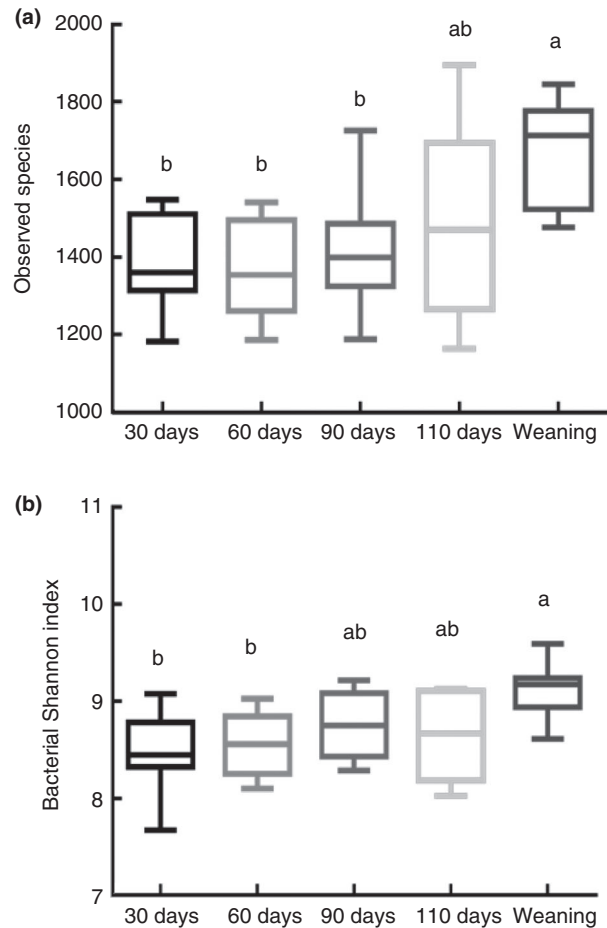 (a)
Observed species
2000
1800
1600
1400
1200
1000
b
b
b
ab
a
30 days
60 days
90 days
110 days
Weaning
(b)
Bacterial Shannon index
11
10
9
8
7
b
b
ab
ab
a
30 days
60 days
90 days
110 days
Weaning